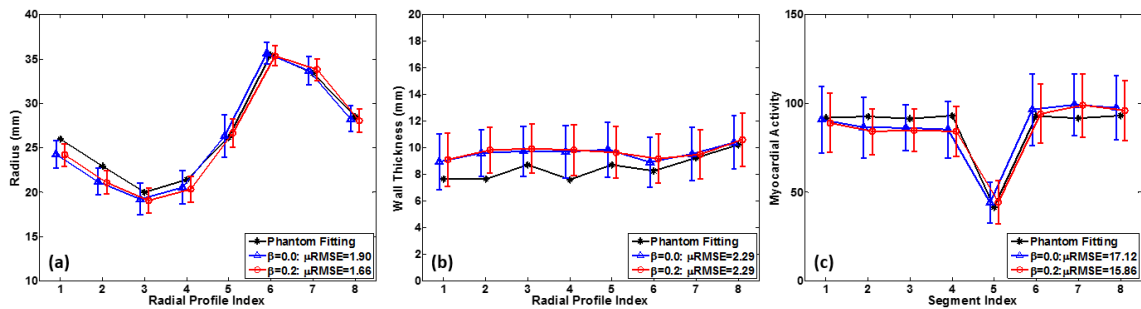 40
35
30
25
20
15
10
Radius (mm)
(a)
Phantom Fitting
β=0.0: μRMSE=1.90
β=0.2: μRMSE=1.66
1 2 3 4 5 6 7 8
Radial Profile Index
20
18
16
14
12
10
8
6
4
2
0
Wall Thickness (mm)
(b)
Phantom Fitting
β=0.0: μRMSE=2.29
β=0.2: μRMSE=2.29
1 2 3 4 5 6 7 8
Radial Profile Index
150
100
50
0
Myocardial Activity
(c)
Phantom Fitting
β=0.0: μRMSE=17.12
β=0.2: μRMSE=15.86
1 2 3 4 5 6 7 8
Segment Index